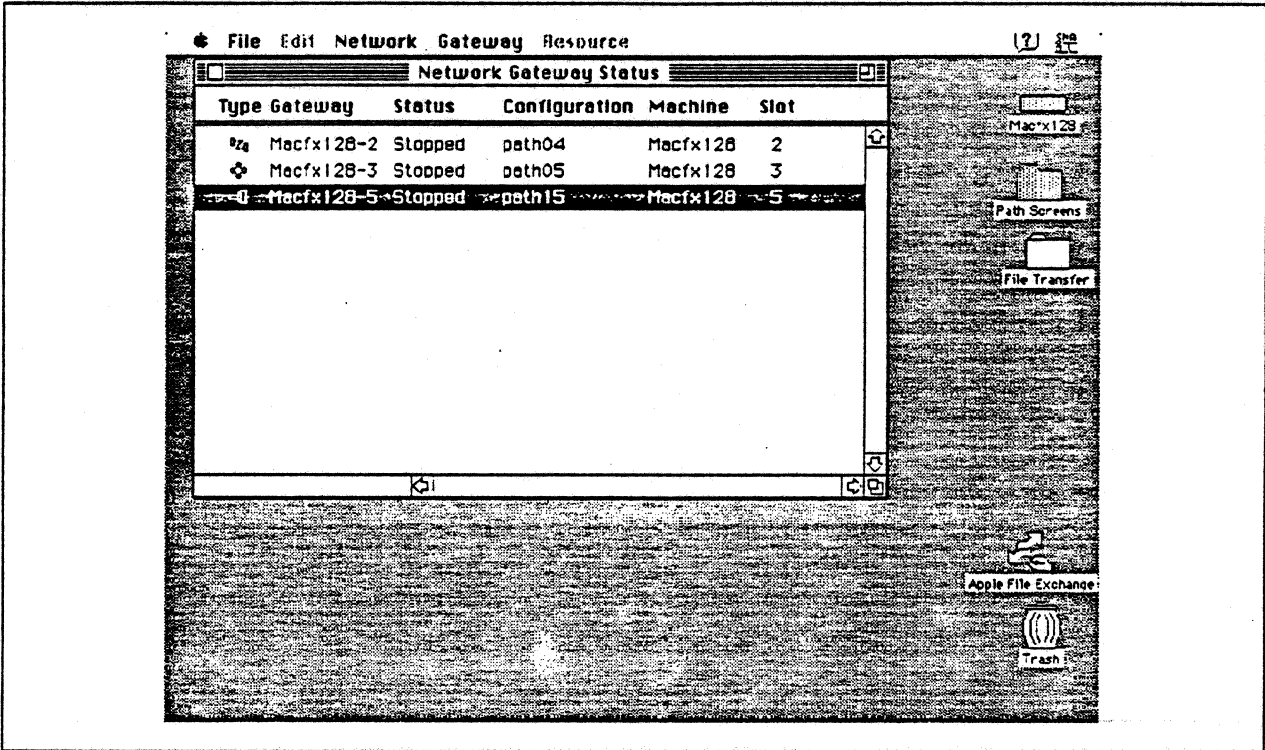 File Edit Network Gateway Resource
Network Gateway Status
Type Gateway Status Configuration Machine Slot
Macfx128-2 Stopped path04 Macfx128 2
Macfx128-3 Stopped path05 Macfx128 3
Macfx128-5 Stopped path15 Macfx128 5
Macfx128
Path Screens
File Transfer
Apple File Exchange
Trash